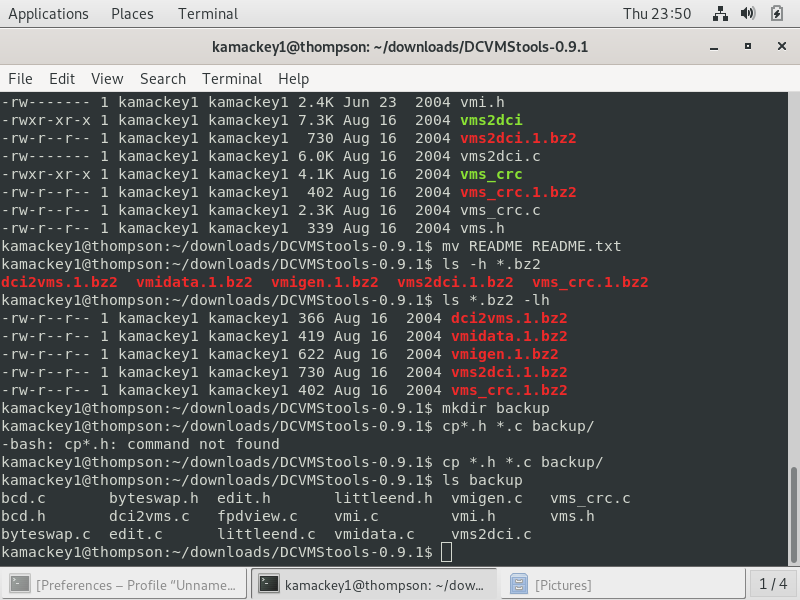 Applications Places Terminal Thu 23:50
kamackey1@thompson: ~/downloads/DCVMStools-0.9.1
File Edit View Search Terminal Help
-rw------- 1 kamackey1 kamackey1 2.4K Jun 23  2004 vmi.h
-rwxr-xr-x 1 kamackey1 kamackey1 7.3K Aug 16  2004 vms2dci
-rw-r--r-- 1 kamackey1 kamackey1  730 Aug 16  2004 vms2dci.1.bz2
-rw------- 1 kamackey1 kamackey1 6.0K Aug 16  2004 vms2dci.c
-rwxr-xr-x 1 kamackey1 kamackey1 4.1K Aug 16  2004 vms_crc
-rw-r--r-- 1 kamackey1 kamackey1  402 Aug 16  2004 vms_crc.1.bz2
-rw-r--r-- 1 kamackey1 kamackey1 2.3K Aug 16  2004 vms_crc.c
-rw-r--r-- 1 kamackey1 kamackey1  339 Aug 16  2004 vms.h
kamackey1@thompson:~/downloads/DCVMStools-0.9.1$ mv README README.txt
kamackey1@thompson:~/downloads/DCVMStools-0.9.1$ ls -h *.bz2
dci2vms.1.bz2  vmidata.1.bz2  vmigen.1.bz2  vms2dci.1.bz2  vms_crc.1.bz2
kamackey1@thompson:~/downloads/DCVMStools-0.9.1$ ls *.bz2 -lh
-rw-r--r-- 1 kamackey1 kamackey1 366 Aug 16  2004 dci2vms.1.bz2
-rw-r--r-- 1 kamackey1 kamackey1 419 Aug 16  2004 vmidata.1.bz2
-rw-r--r-- 1 kamackey1 kamackey1 622 Aug 16  2004 vmigen.1.bz2
-rw-r--r-- 1 kamackey1 kamackey1 730 Aug 16  2004 vms2dci.1.bz2
-rw-r--r-- 1 kamackey1 kamackey1 402 Aug 16  2004 vms_crc.1.bz2
kamackey1@thompson:~/downloads/DCVMStools-0.9.1$ mkdir backup
kamackey1@thompson:~/downloads/DCVMStools-0.9.1$ cp*.h *.c backup/
-bash: cp*.h: command not found
kamackey1@thompson:~/downloads/DCVMStools-0.9.1$ cp *.h *.c backup/
kamackey1@thompson:~/downloads/DCVMStools-0.9.1$ ls backup
bcd.c       byteswap.h  edit.h       littleend.h  vmigen.c   vms_crc.c
bcd.h       dci2vms.c   fpdview.c    vmi.c        vmi.h      vms.h
byteswap.c  edit.c      littleend.c  vmidata.c    vms2dci.c
kamackey1@thompson:~/downloads/DCVMStools-0.9.1$
[Preferences – Profile “Unname... kamackey1@thompson: ~/dow... [Pictures] 1 / 4